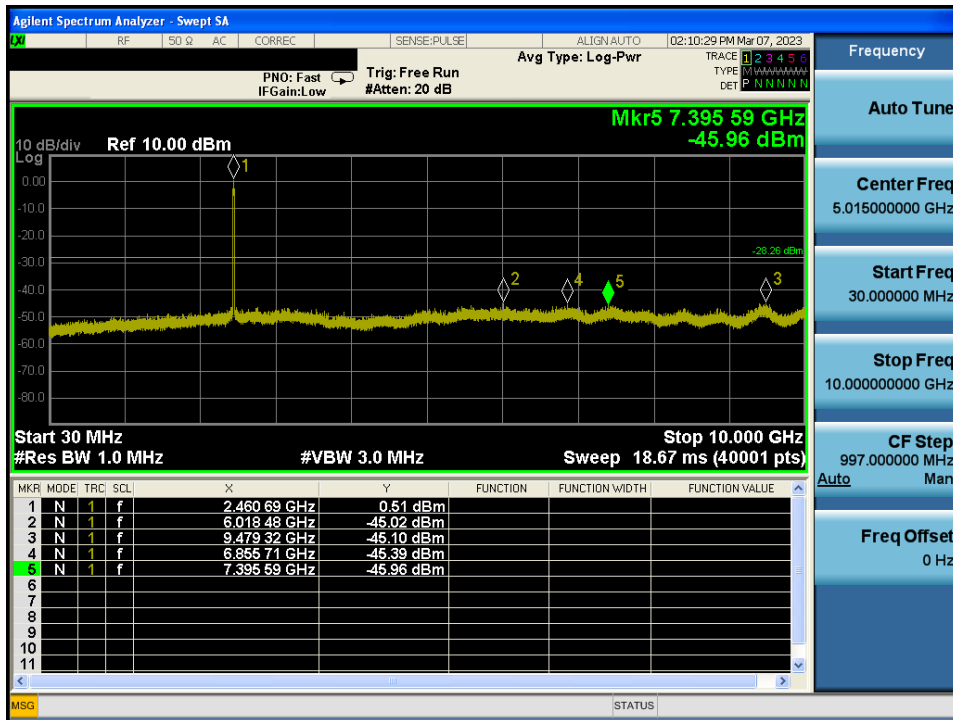 Agilent Spectrum Analyzer - Swept SA
LXI RF 50 Ω AC CORREC SENSE:PULSE ALIGN AUTO 02:10:29 PM Mar 07, 2023
Frequency
Avg Type: Log-Pwr
TRACE 1 2 3 4 5 6
PNO: Fast Trig: Free Run
TYPE M
IFGain:Low #Atten: 20 dB
DET P N N N N N
Auto Tune
Mkr5 7.395 59 GHz
-45.96 dBm
10 dB/div Ref 10.00 dBm
Log
1
0.00
-10.0
-20.0
-28.26 dBm
-30.0
2 4 5 3
-40.0
-50.0
-60.0
-70.0
-80.0
Center Freq
5.015000000 GHz
Start Freq
30.000000 MHz
Stop Freq
10.000000000 GHz
Start 30 MHz Stop 10.000 GHz
#Res BW 1.0 MHz #VBW 3.0 MHz Sweep 18.67 ms (40001 pts)
CF Step
997.000000 MHz
Auto Man
MKR MODE TRC SCL X Y FUNCTION FUNCTION WIDTH FUNCTION VALUE
1 N 1 f 2.460 69 GHz 0.51 dBm
2 N 1 f 6.018 48 GHz -45.02 dBm
3 N 1 f 9.479 32 GHz -45.10 dBm
4 N 1 f 6.855 71 GHz -45.39 dBm
5 N 1 f 7.395 59 GHz -45.96 dBm
6
7
8
9
10
11
Freq Offset
0 Hz
MSG STATUS